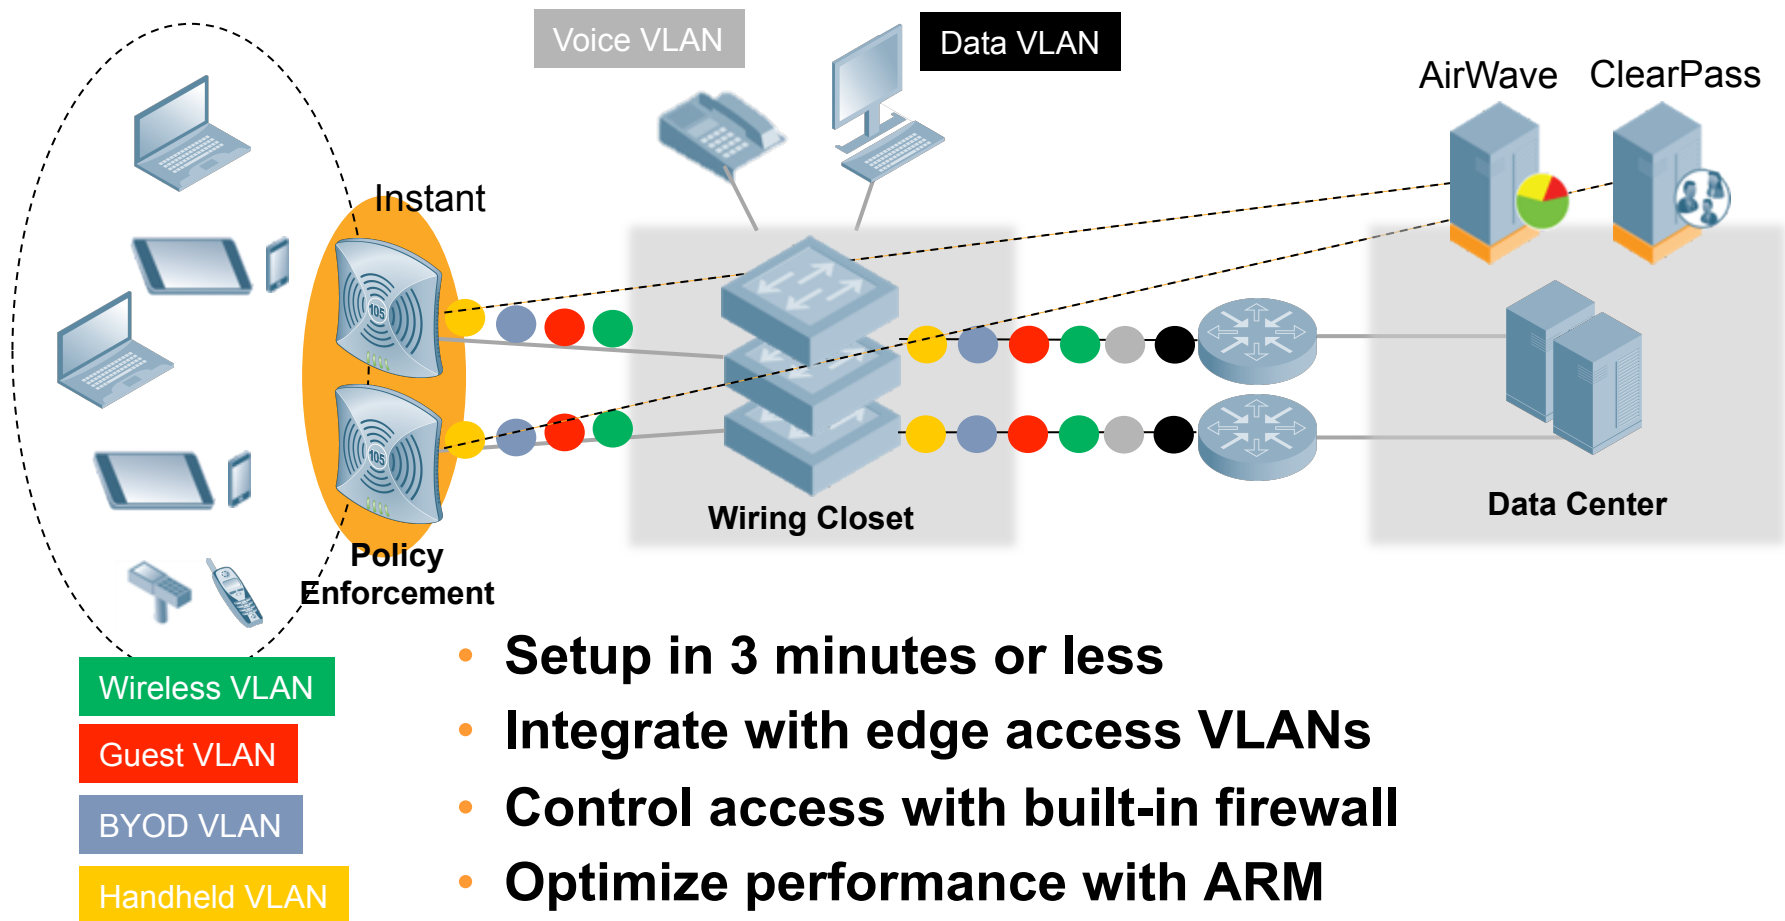 Voice VLAN
Data VLAN
AirWave
ClearPass
Instant
105
105
Policy
Enforcement
Wiring Closet
Data Center
Wireless VLAN
Guest VLAN
BYOD VLAN
Handheld VLAN
• Setup in 3 minutes or less
• Integrate with edge access VLANs
• Control access with built-in firewall
• Optimize performance with ARM